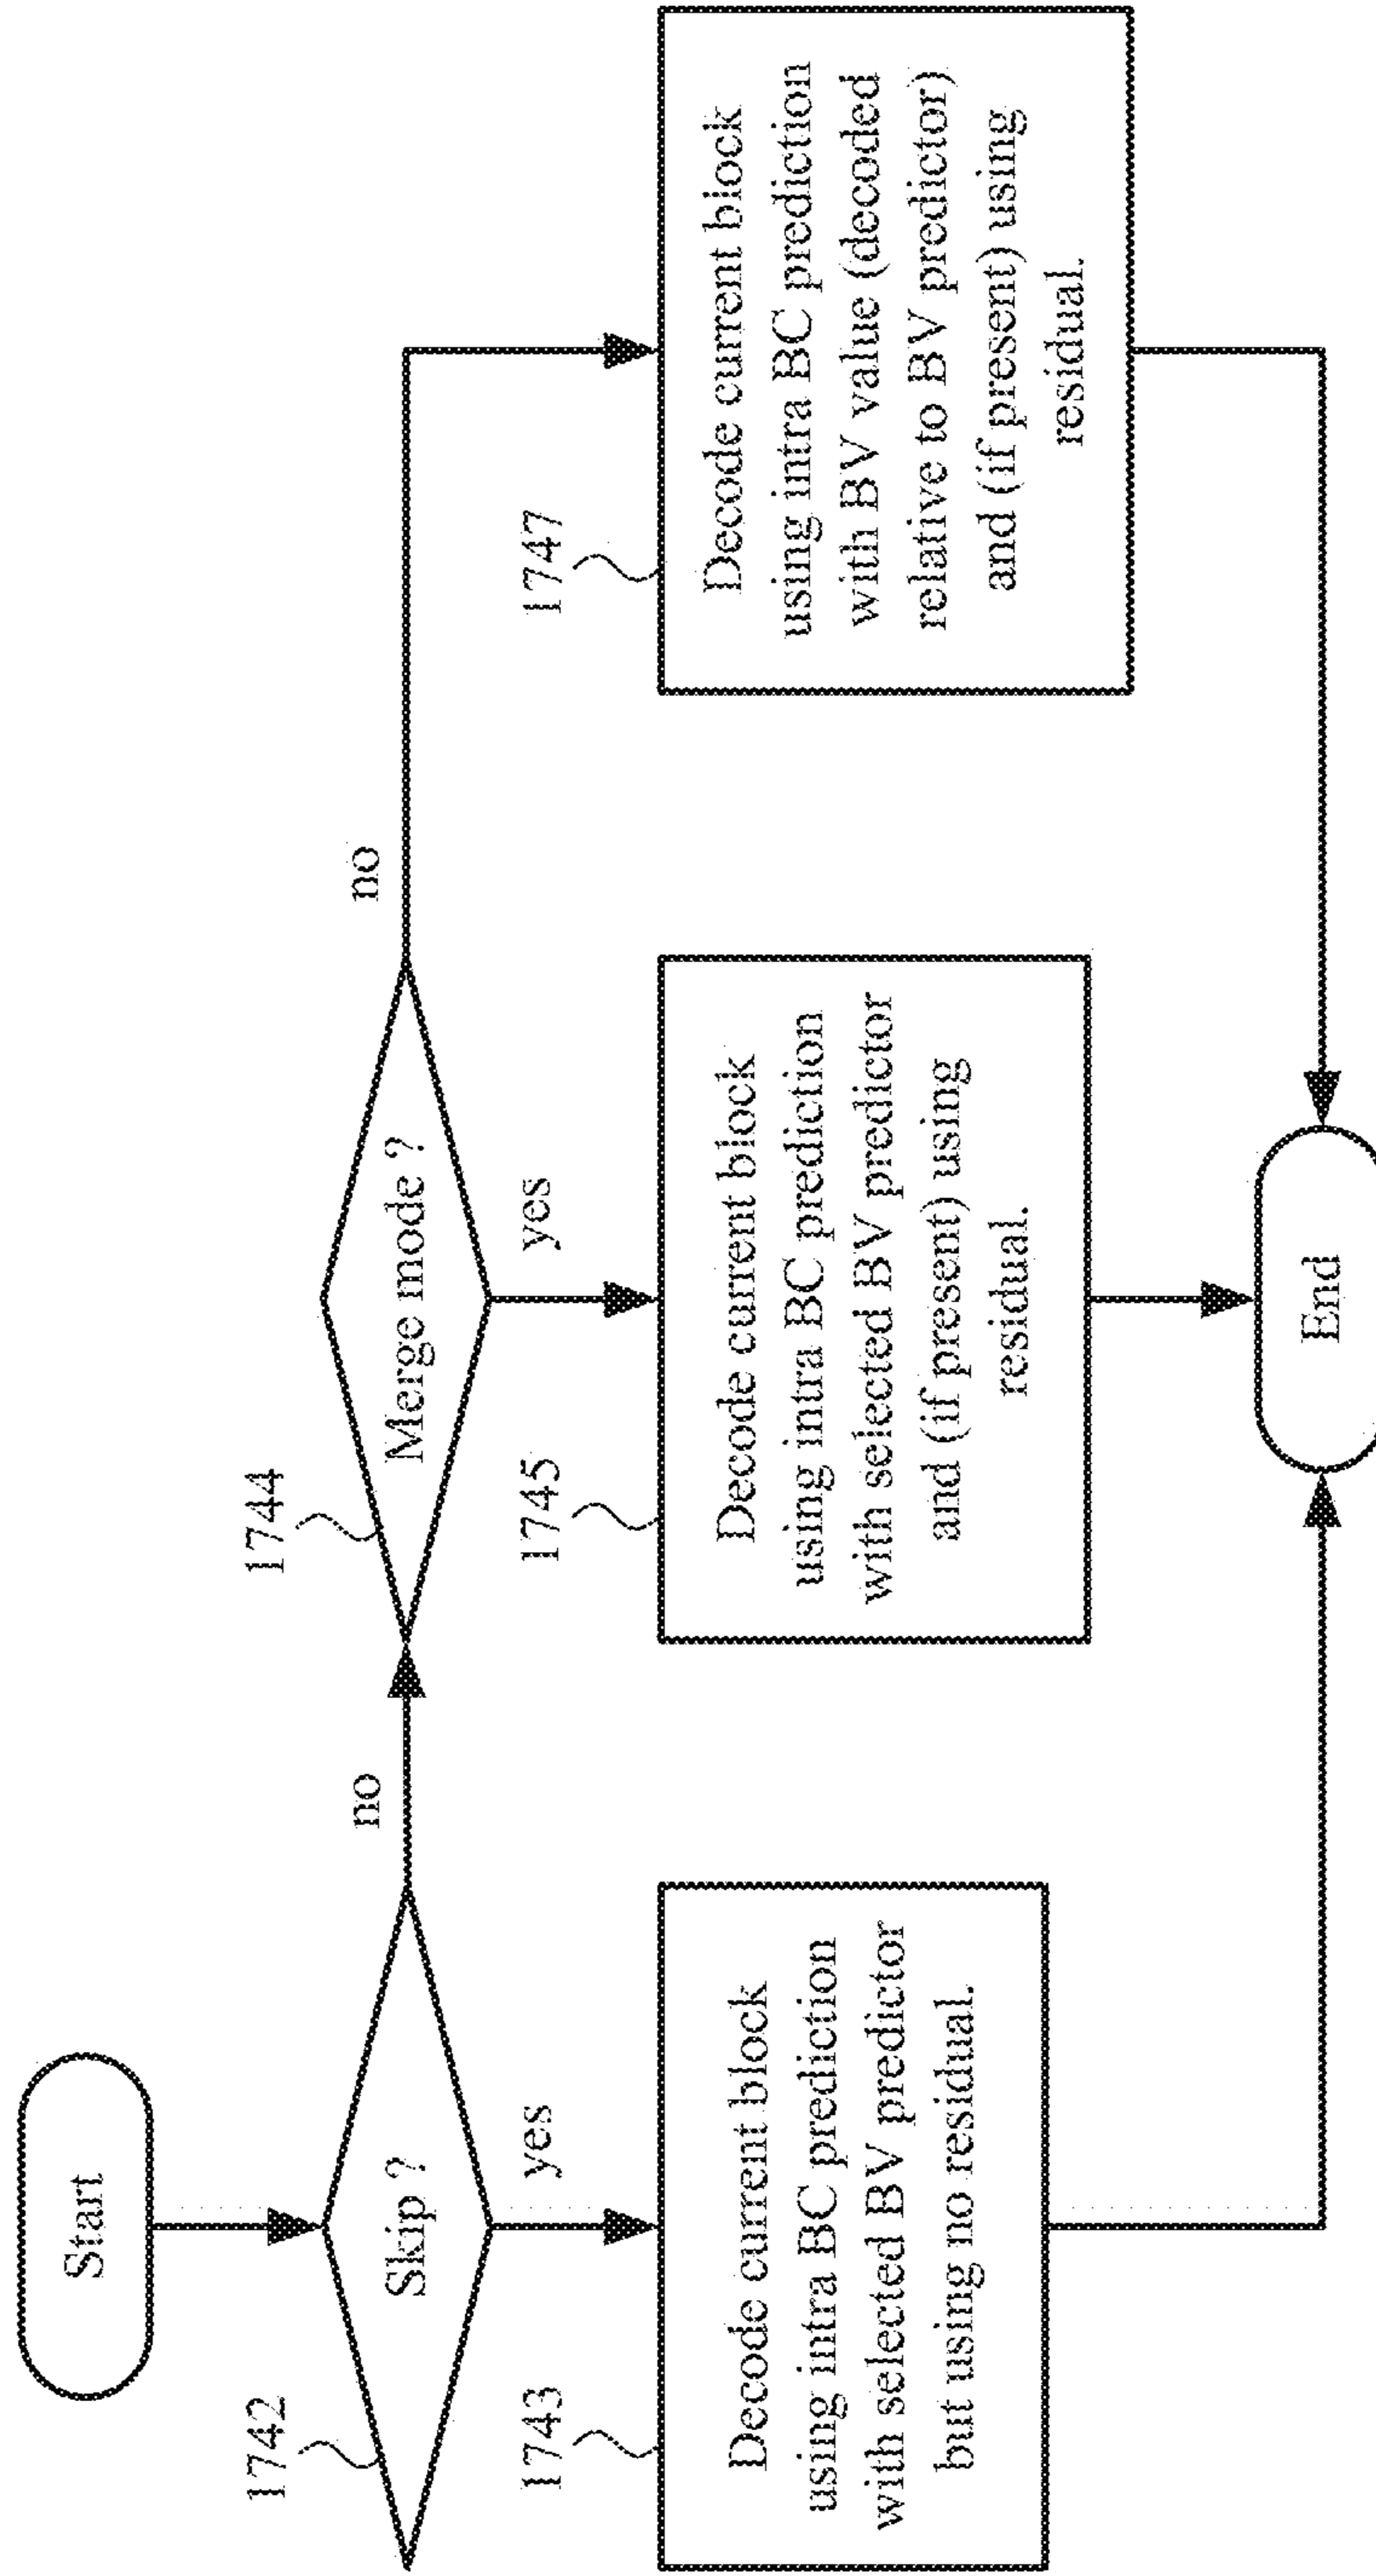 Start
1742
Skip ?
no
yes
1743
Decode current block
using intra BC prediction
with selected BV predictor
but using no residual.
1744
Merge mode ?
no
yes
1745
Decode current block
using intra BC prediction
with selected BV predictor
and (if present) using
residual.
1747
Decode current block
using intra BC prediction
with BV value (decoded
relative to BV predictor)
and (if present) using
residual.
End